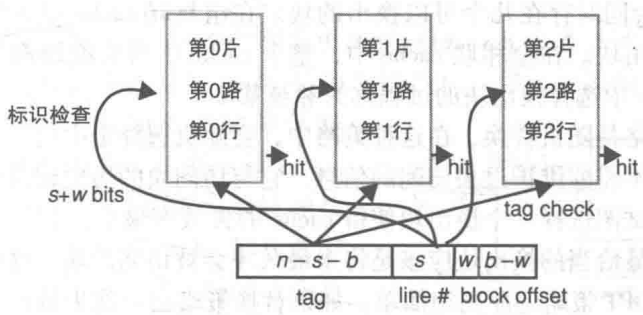 第0片 第1片 第2片
第0路 第1路 第2路
标识检查
第0行 第1行 第2行
hit hit hit
s+w bits
tag check
n-s-b w b-w
tag line # block offset